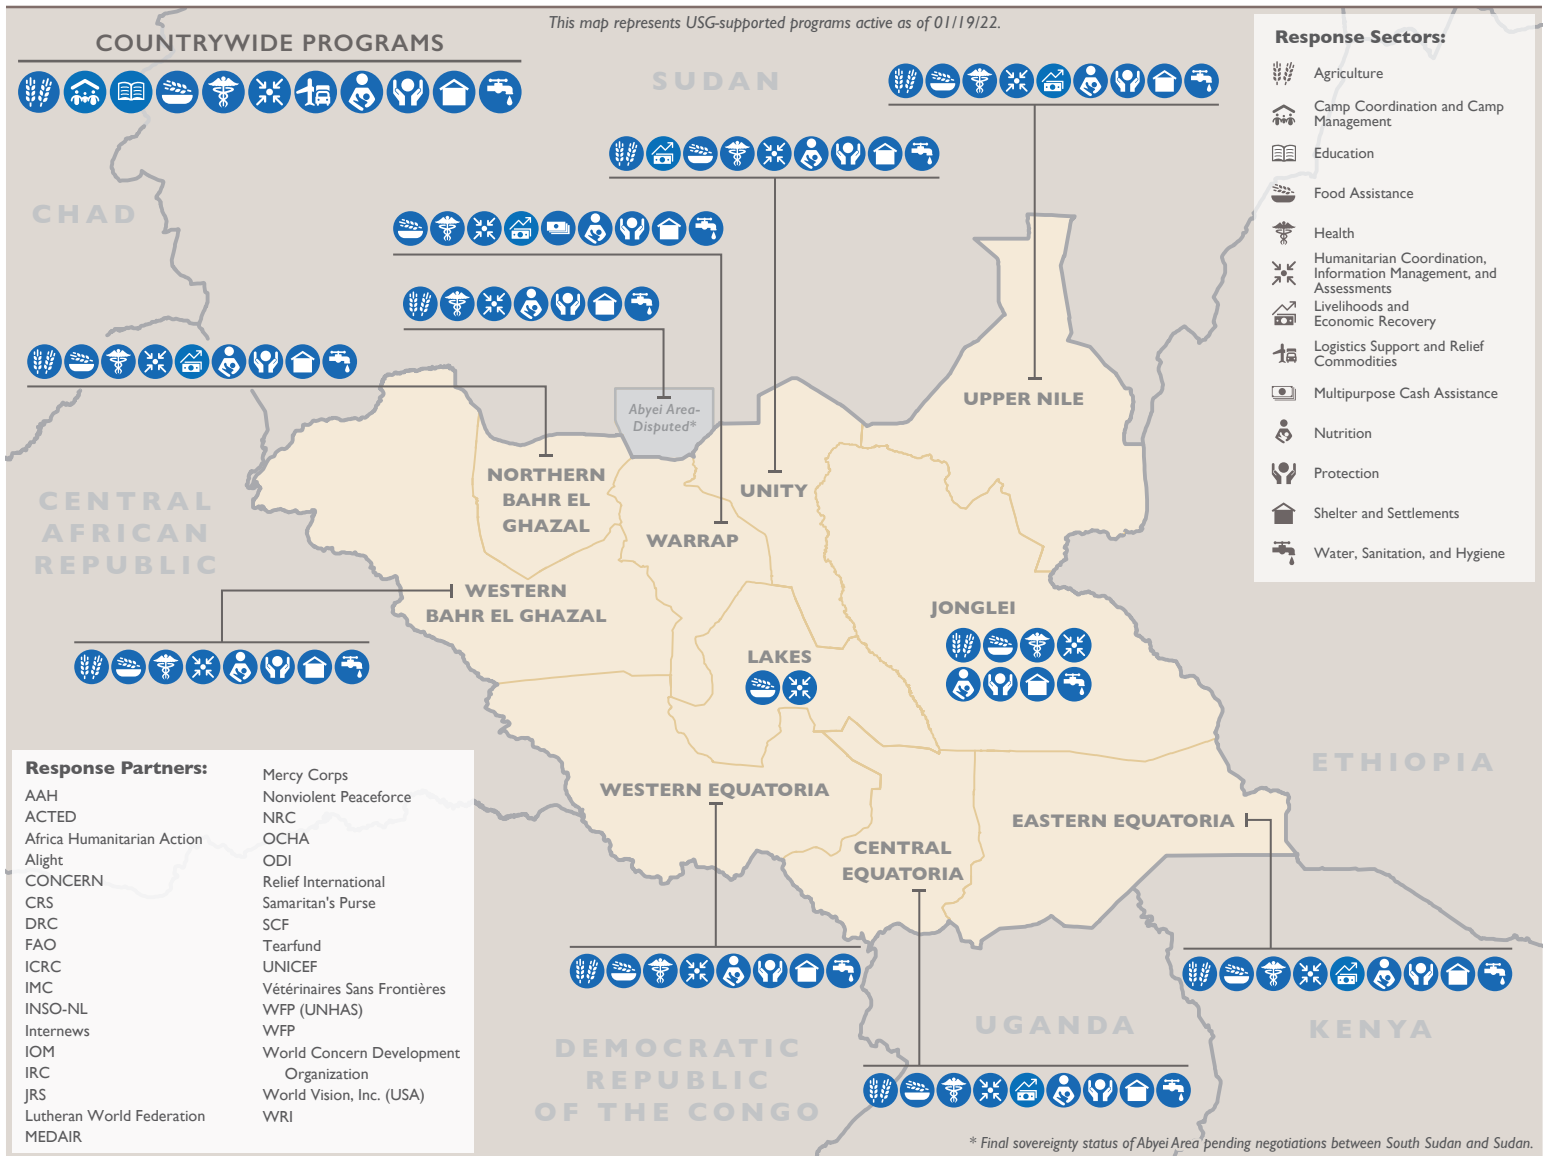 This map represents USG-supported programs active as of 01/19/22.
COUNTRYWIDE PROGRAMS
Response Sectors:
Agriculture
Camp Coordination and Camp
Management
Education
Food Assistance
Health
Humanitarian Coordination,
Information Management, and
Assessments
Livelihoods and
Economic Recovery
Logistics Support and Relief
Commodities
Multipurpose Cash Assistance
Nutrition
Protection
Shelter and Settlements
Water, Sanitation, and Hygiene
SUDAN
CHAD
CENTRAL
AFRICAN
REPUBLIC
UPPER NILE
Abyei Area-
Disputed*
NORTHERN
BAHR EL
GHAZAL
UNITY
WARRAP
WESTERN
BAHR EL GHAZAL
JONGLEI
LAKES
WESTERN EQUATORIA
EASTERN EQUATORIA
CENTRAL
EQUATORIA
ETHIOPIA
UGANDA
KENYA
DEMOCRATIC
REPUBLIC
OF THE CONGO
Response Partners:
AAH
ACTED
Africa Humanitarian Action
Alight
CONCERN
CRS
DRC
FAO
ICRC
IMC
INSO-NL
Internews
IOM
IRC
JRS
Lutheran World Federation
MEDAIR
Mercy Corps
Nonviolent Peaceforce
NRC
OCHA
ODI
Relief International
Samaritan's Purse
SCF
Tearfund
UNICEF
Vétérinaires Sans Frontières
WFP (UNHAS)
WFP
World Concern Development
Organization
World Vision, Inc. (USA)
WRI
* Final sovereignty status of Abyei Area pending negotiations between South Sudan and Sudan.